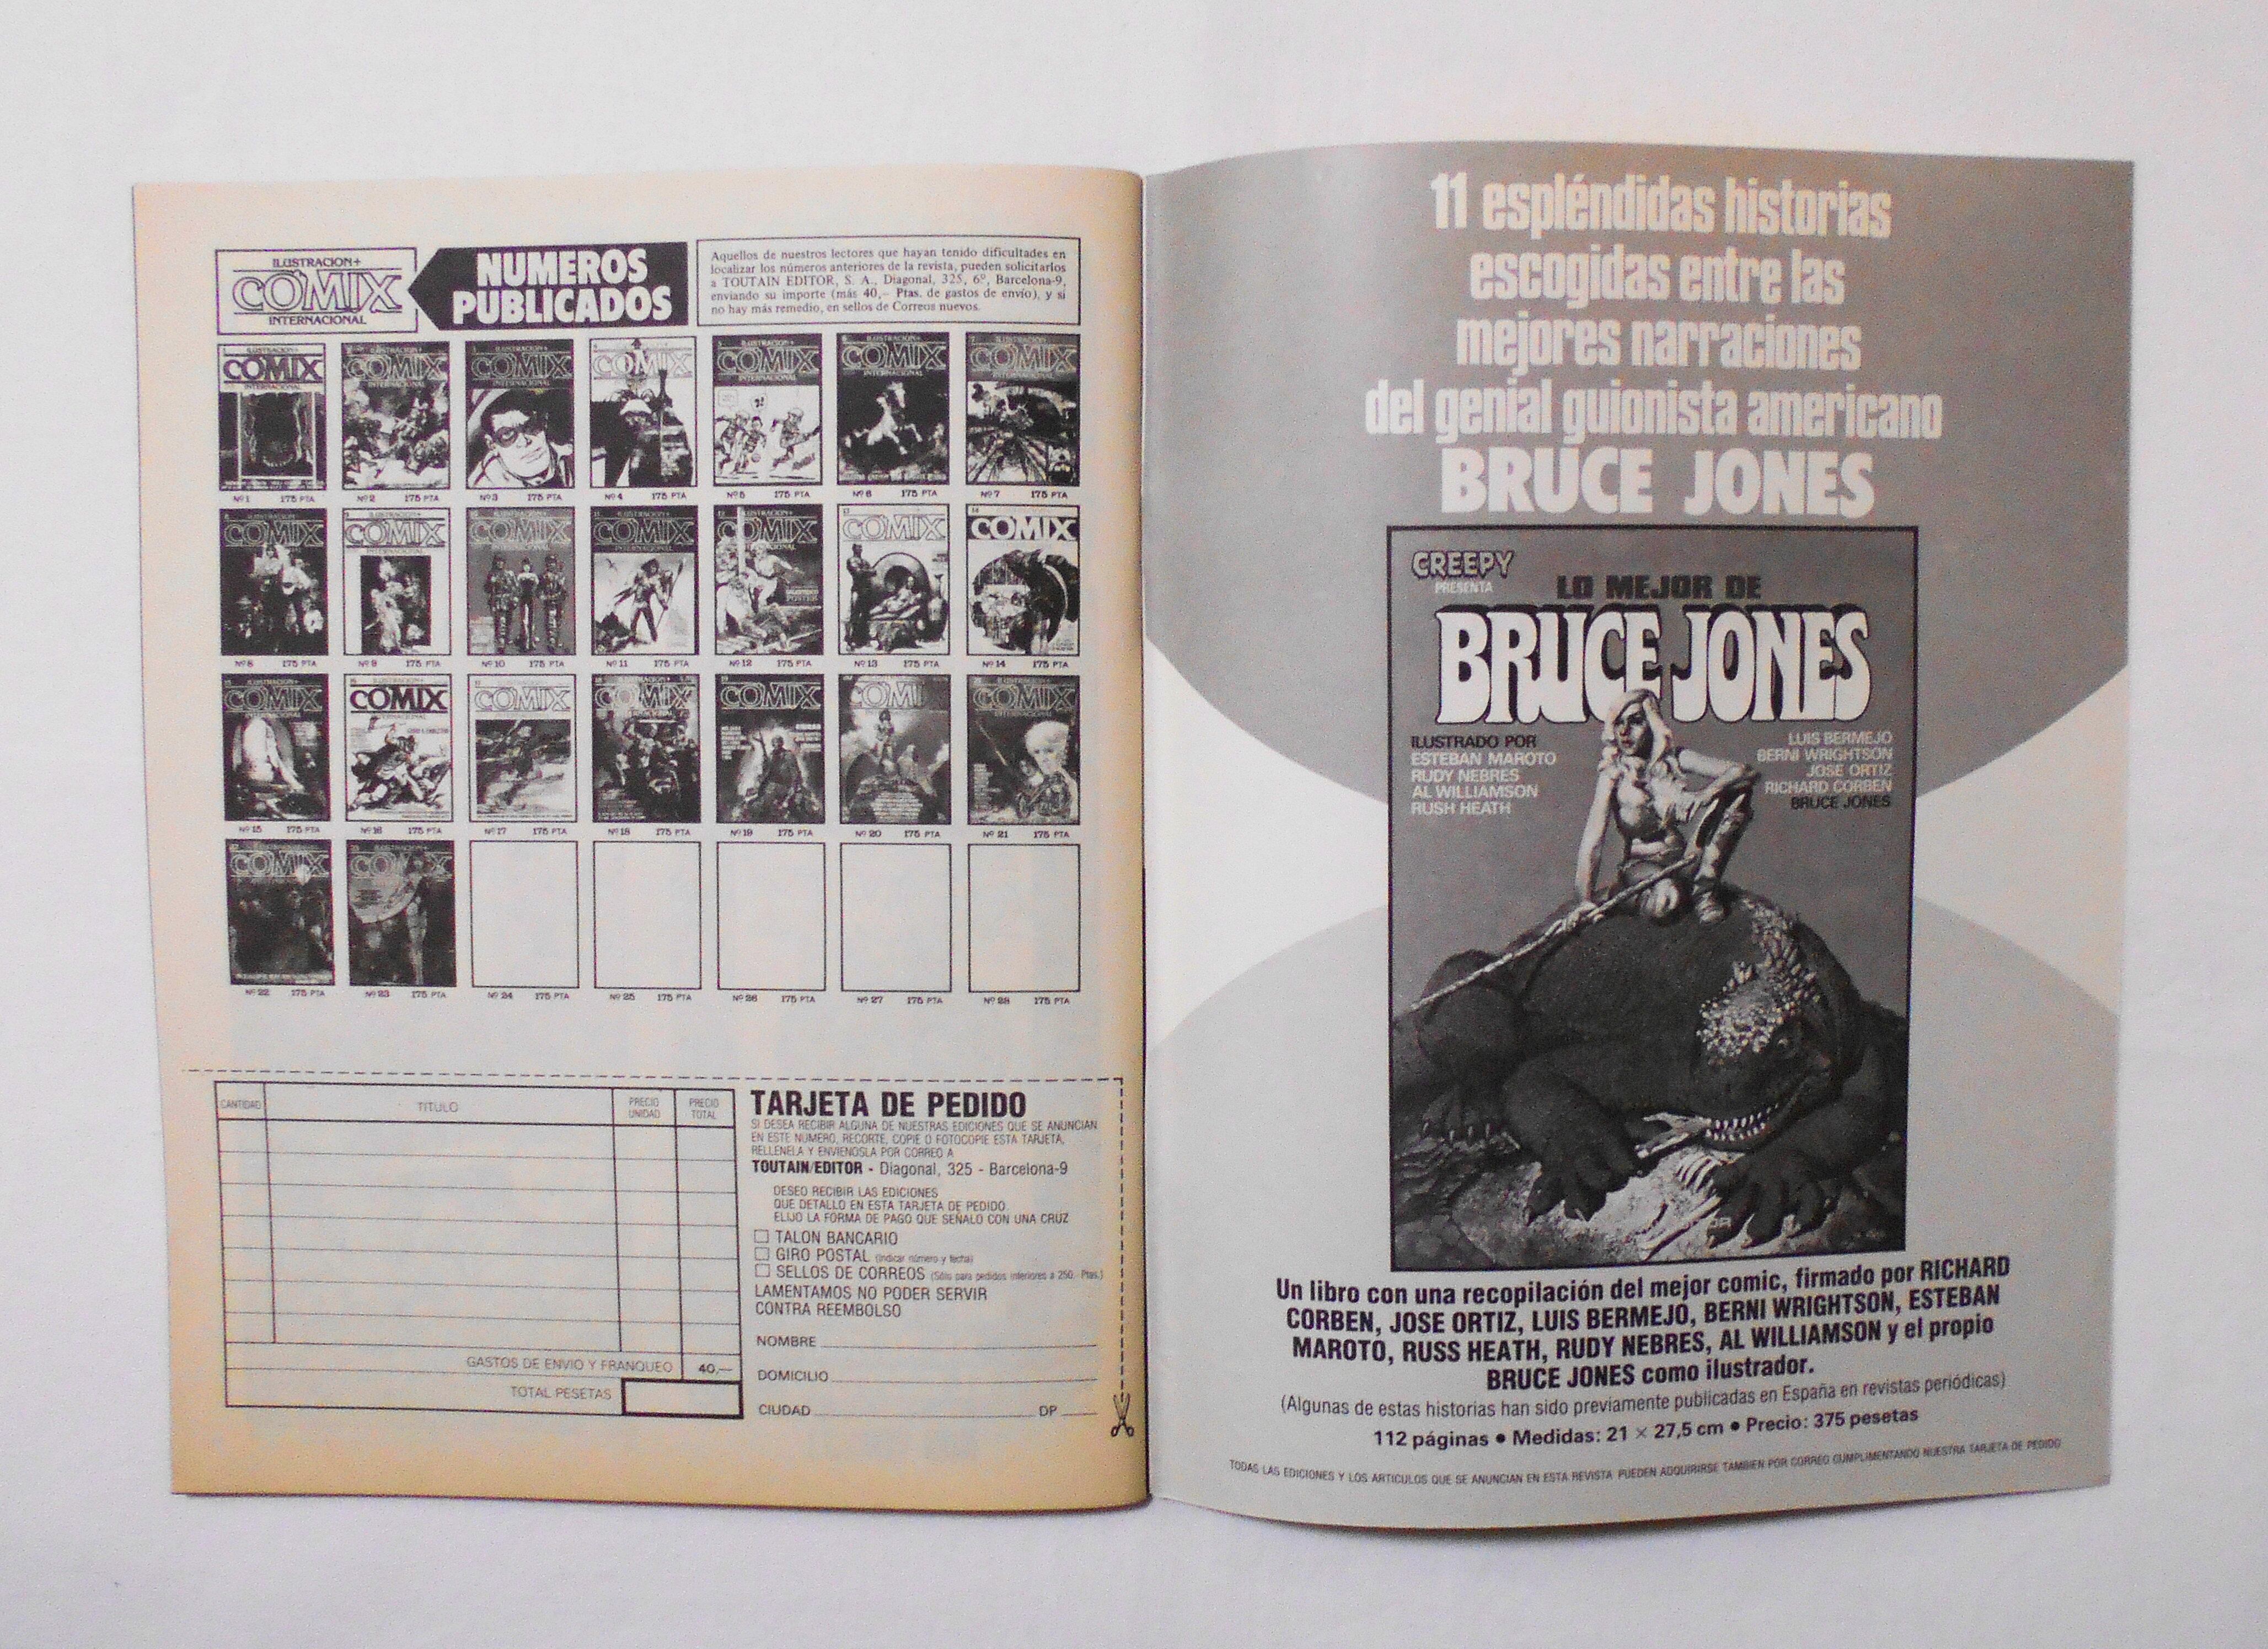 ILUSTRACION+
COMIX
INTERNACIONAL
NUMEROS
PUBLICADOS
Aquellos de nuestros lectores que hayan tenido dificultades en
localizar los números anteriores de la revista, pueden solicitarlos
a TOUTAIN EDITOR, S. A., Diagonal, 325, 6º, Barcelona-9,
enviando su importe (más 40,- Ptas. de gastos de envío), y si
no hay más remedio, en sellos de Correos nuevos.
Nº 1 175 PTA Nº 2 175 PTA Nº 3 175 PTA Nº 4 175 PTA Nº 5 175 PTA Nº 6 175 PTA Nº 7 175 PTA
Nº 8 175 PTA Nº 9 175 PTA Nº 10 175 PTA Nº 11 175 PTA Nº 12 175 PTA Nº 13 175 PTA Nº 14 175 PTA
Nº 15 175 PTA Nº 16 175 PTA Nº 17 175 PTA Nº 18 175 PTA Nº 19 175 PTA Nº 20 175 PTA Nº 21 175 PTA
Nº 22 175 PTA Nº 23 175 PTA Nº 24 175 PTA Nº 25 175 PTA Nº 26 175 PTA Nº 27 175 PTA Nº 28 175 PTA
CANTIDAD TITULO PRECIO UNIDAD PRECIO TOTAL
GASTOS DE ENVIO Y FRANQUEO 40,—
TOTAL PESETAS
TARJETA DE PEDIDO
SI DESEA RECIBIR ALGUNA DE NUESTRAS EDICIONES QUE SE ANUNCIAN
EN ESTE NUMERO, RECORTE, COPIE O FOTOCOPIE ESTA TARJETA,
RELLENELA Y ENVIENOSLA POR CORREO A
TOUTAIN/EDITOR - Diagonal, 325 - Barcelona-9
DESEO RECIBIR LAS EDICIONES
QUE DETALLO EN ESTA TARJETA DE PEDIDO.
ELIJO LA FORMA DE PAGO QUE SEÑALO CON UNA CRUZ
TALON BANCARIO
GIRO POSTAL (Indicar número y fecha)
SELLOS DE CORREOS (Sólo para pedidos inferiores a 250,- Ptas.)
LAMENTAMOS NO PODER SERVIR
CONTRA REEMBOLSO
NOMBRE
DOMICILIO
CIUDAD DP
11 espléndidas historias
escogidas entre las
mejores narraciones
del genial guionista americano
BRUCE JONES
CREEPY
PRESENTA
LO MEJOR DE
BRUCE JONES
ILUSTRADO POR
ESTEBAN MAROTO
RUDY NEBRES
AL WILLIAMSON
RUSH HEATH
LUIS BERMEJO
BERNI WRIGHTSON
JOSE ORTIZ
RICHARD CORBEN
BRUCE JONES
Un libro con una recopilación del mejor comic, firmado por RICHARD
CORBEN, JOSE ORTIZ, LUIS BERMEJO, BERNI WRIGHTSON, ESTEBAN
MAROTO, RUSS HEATH, RUDY NEBRES, AL WILLIAMSON y el propio
BRUCE JONES como ilustrador.
(Algunas de estas historias han sido previamente publicadas en España en revistas periódicas)
112 páginas • Medidas: 21 × 27,5 cm • Precio: 375 pesetas
TODAS LAS EDICIONES Y LOS ARTICULOS QUE SE ANUNCIAN EN ESTA REVISTA PUEDEN ADQUIRIRSE TAMBIEN POR CORREO CUMPLIMENTANDO NUESTRA TARJETA DE PEDIDO